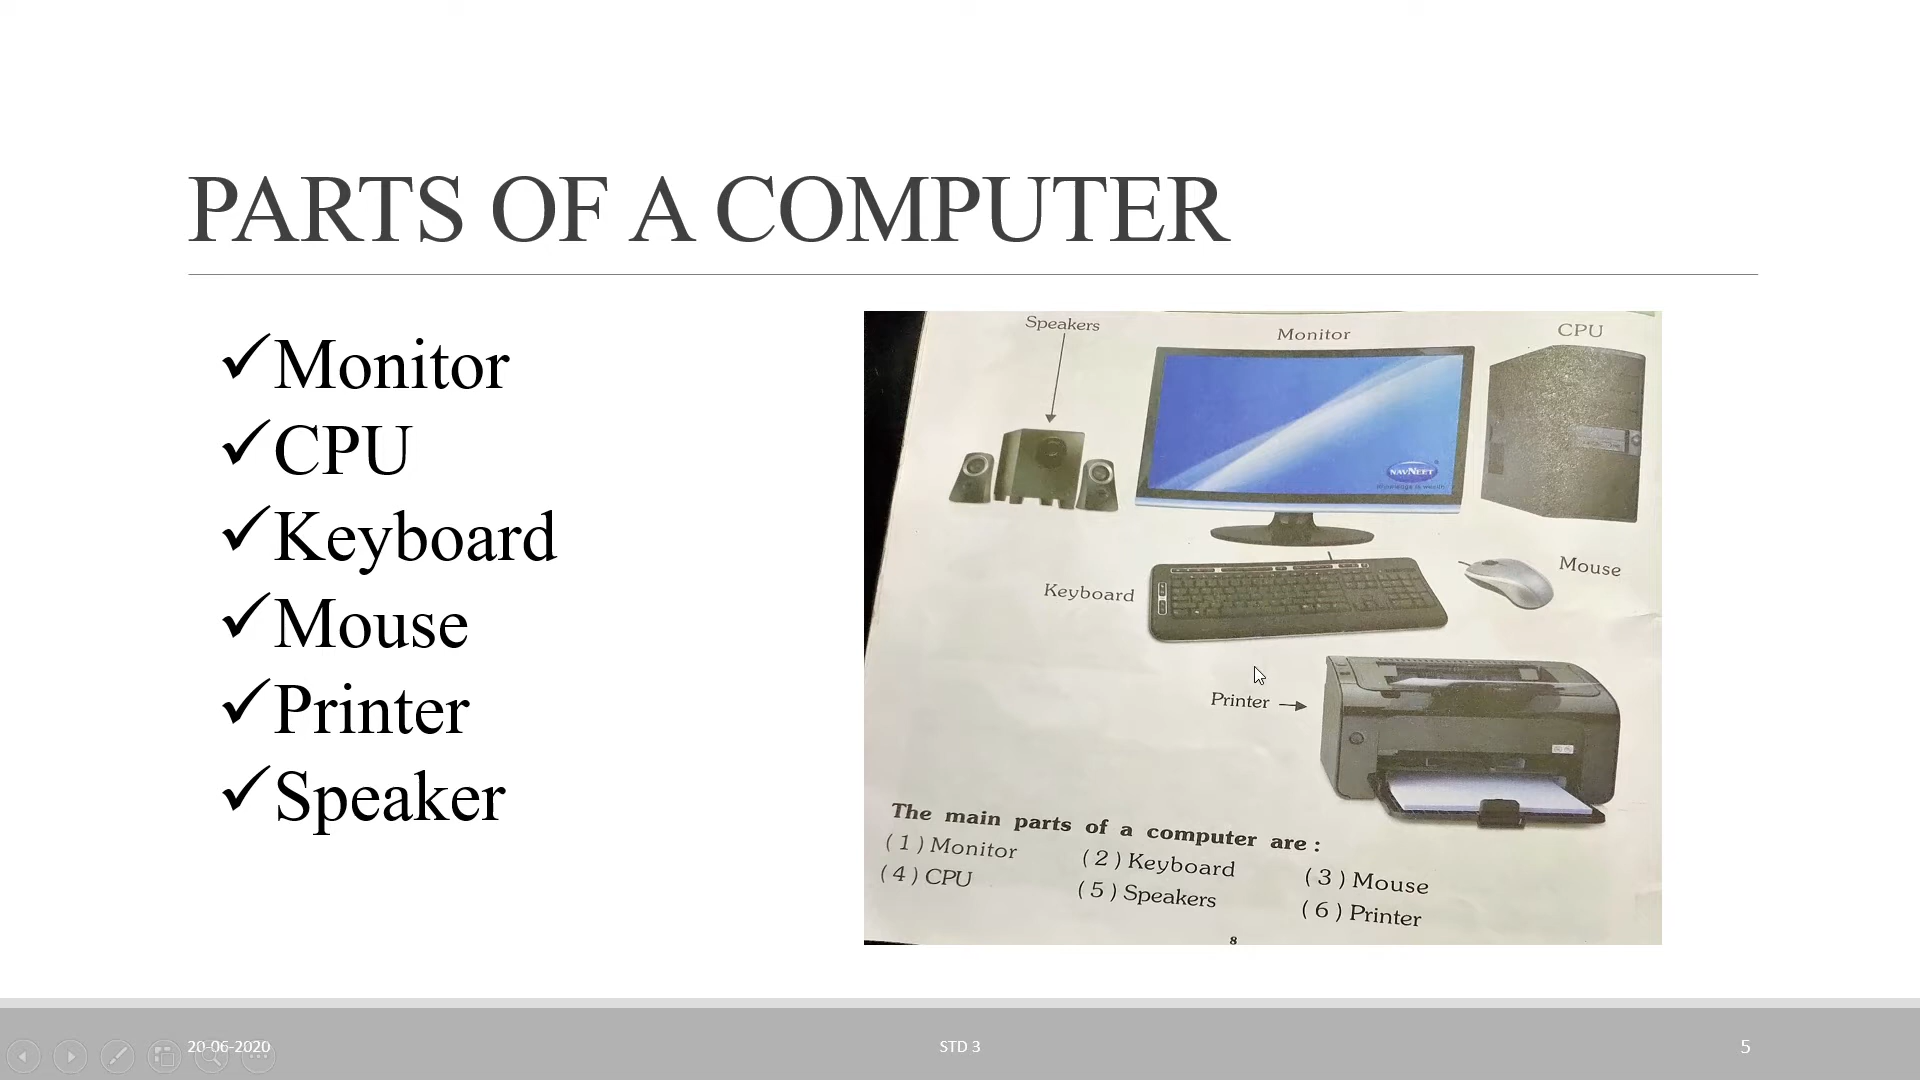 PARTS OF A COMPUTER
✓Monitor
✓CPU
✓Keyboard
✓Mouse
✓Printer
✓Speaker
Speakers
Monitor
CPU
NAVNEET
Keyboard
Mouse
Printer
The main parts of a computer are :
( 1 ) Monitor ( 2 ) Keyboard ( 3 ) Mouse
( 4 ) CPU ( 5 ) Speakers ( 6 ) Printer
8
20-06-2020 STD 3 5